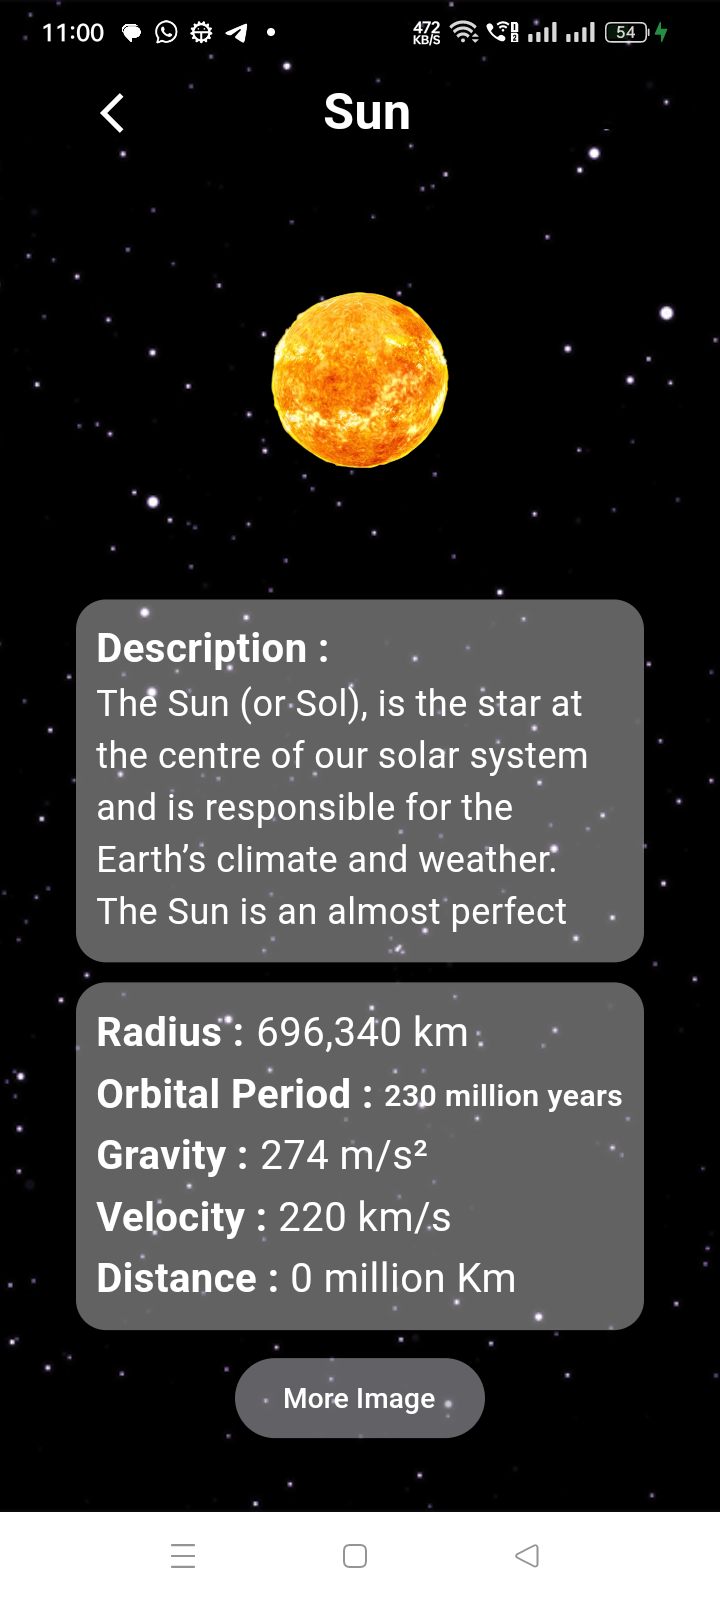 11:00 472 KB/S 1 2 54
Sun
Description :
The Sun (or Sol), is the star at
the centre of our solar system
and is responsible for the
Earth’s climate and weather.
The Sun is an almost perfect
Radius : 696,340 km
Orbital Period : 230 million years
Gravity : 274 m/s²
Velocity : 220 km/s
Distance : 0 million Km
More Image